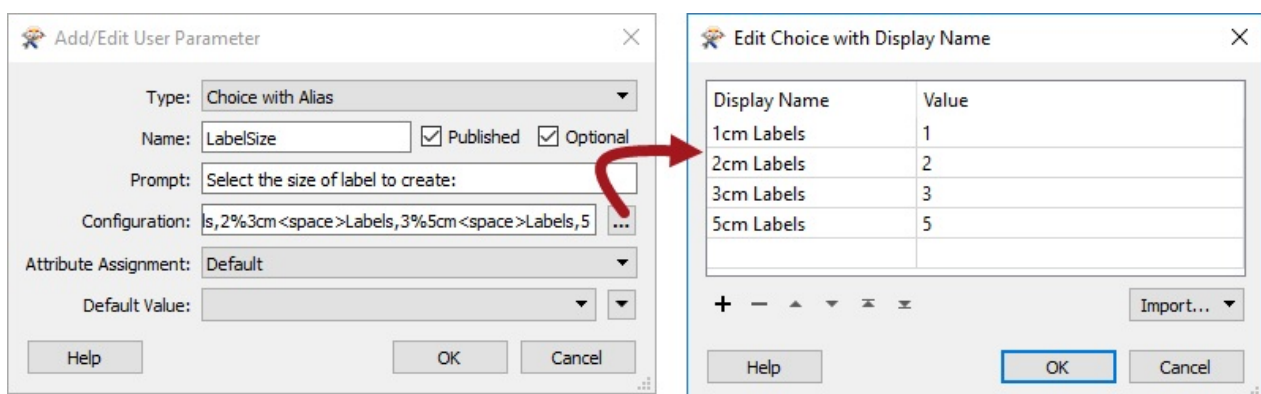 Add/Edit User Parameter
Type: Choice with Alias
Name: LabelSize Published Optional
Prompt: Select the size of label to create:
Configuration: ls,2%3cm<space>Labels,3%5cm<space>Labels,5 ...
Attribute Assignment: Default
Default Value:
Help OK Cancel
Edit Choice with Display Name
Display Name Value
1cm Labels 1
2cm Labels 2
3cm Labels 3
5cm Labels 5
Import...
Help OK Cancel